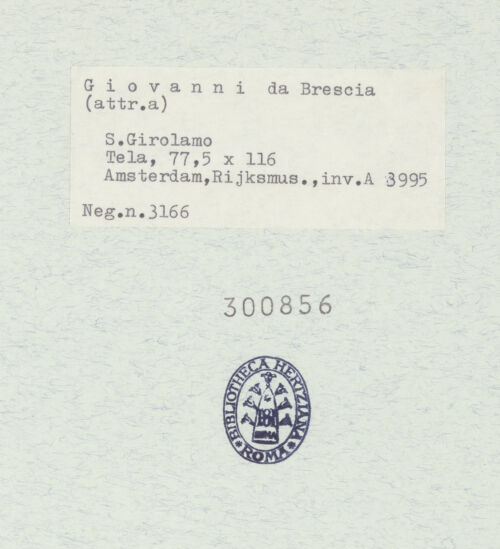 G i o v a n n i  da Brescia
(attr.a)
S.Girolamo
Tela, 77,5 x 116
Amsterdam,Rijksmus.,inv.A 3995
Neg.n.3166
300856
BIBLIOTHECA HERTZIANA
ROMA